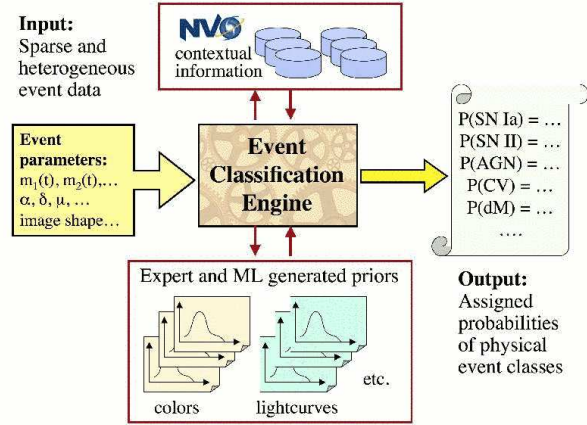 Input:
Sparse and
heterogeneous
event data
NVO
contextual
information
Event
parameters:
m₁(t), m₂(t),…
α, δ, μ, …
image shape…
Event
Classification
Engine
P(SN Ia) = …
P(SN II) = …
P(AGN) = …
P(CV) = …
P(dM) = …
….
Expert and ML generated priors
colors
lightcurves
etc.
Output:
Assigned
probabilities
of physical
event classes